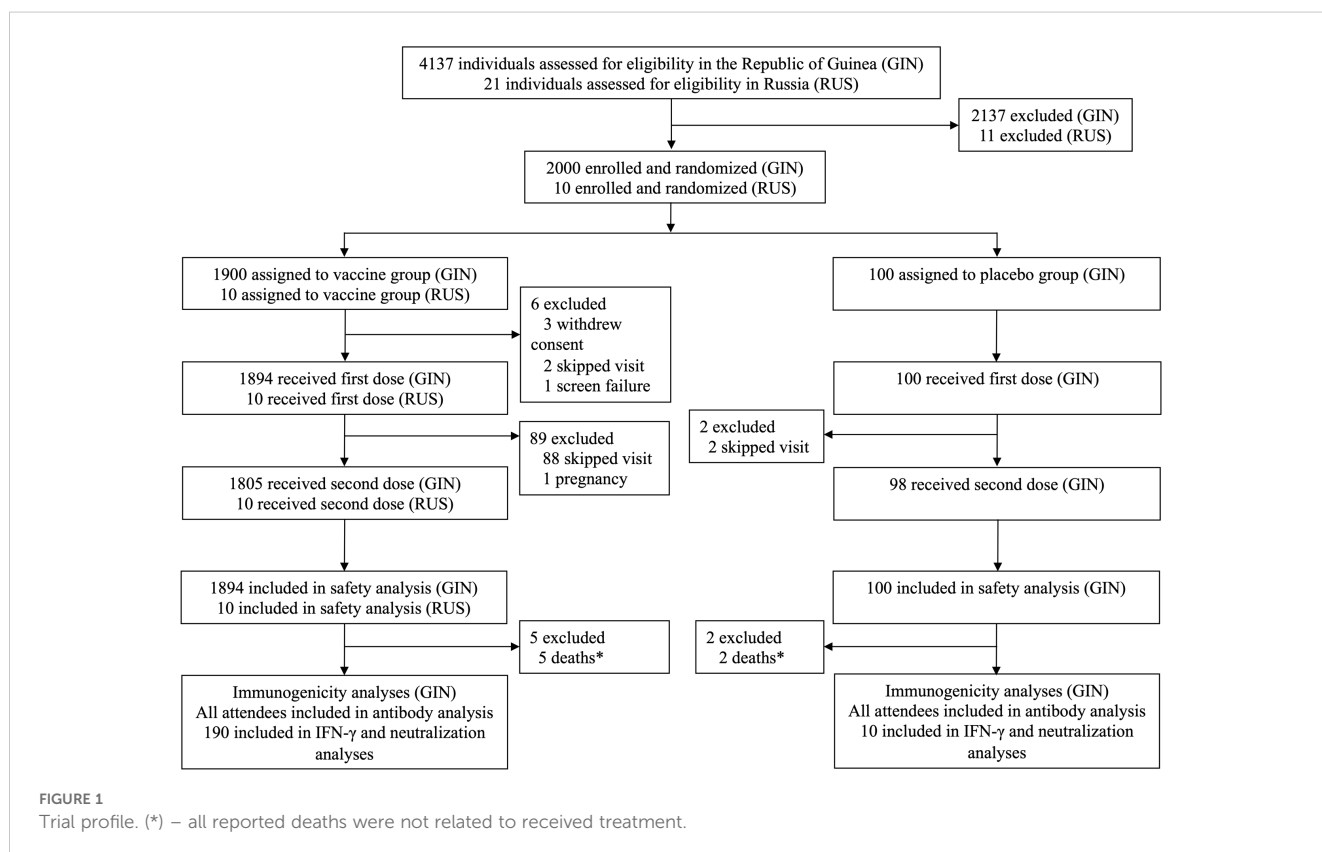 4137 individuals assessed for eligibility in the Republic of Guinea (GIN)
21 individuals assessed for eligibility in Russia (RUS)
2137 excluded (GIN)
11 excluded (RUS)
2000 enrolled and randomized (GIN)
10 enrolled and randomized (RUS)
1900 assigned to vaccine group (GIN)
10 assigned to vaccine group (RUS)
100 assigned to placebo group (GIN)
6 excluded
3 withdrew
consent
2 skipped visit
1 screen failure
1894 received first dose (GIN)
10 received first dose (RUS)
100 received first dose (GIN)
89 excluded
88 skipped visit
1 pregnancy
2 excluded
2 skipped visit
1805 received second dose (GIN)
10 received second dose (RUS)
98 received second dose (GIN)
1894 included in safety analysis (GIN)
10 included in safety analysis (RUS)
100 included in safety analysis (GIN)
5 excluded
5 deaths*
2 excluded
2 deaths*
Immunogenicity analyses (GIN)
All attendees included in antibody analysis
190 included in IFN-γ and neutralization
analyses
Immunogenicity analyses (GIN)
All attendees included in antibody analysis
10 included in IFN-γ and neutralization
analyses
FIGURE 1
Trial profile. (*) – all reported deaths were not related to received treatment.